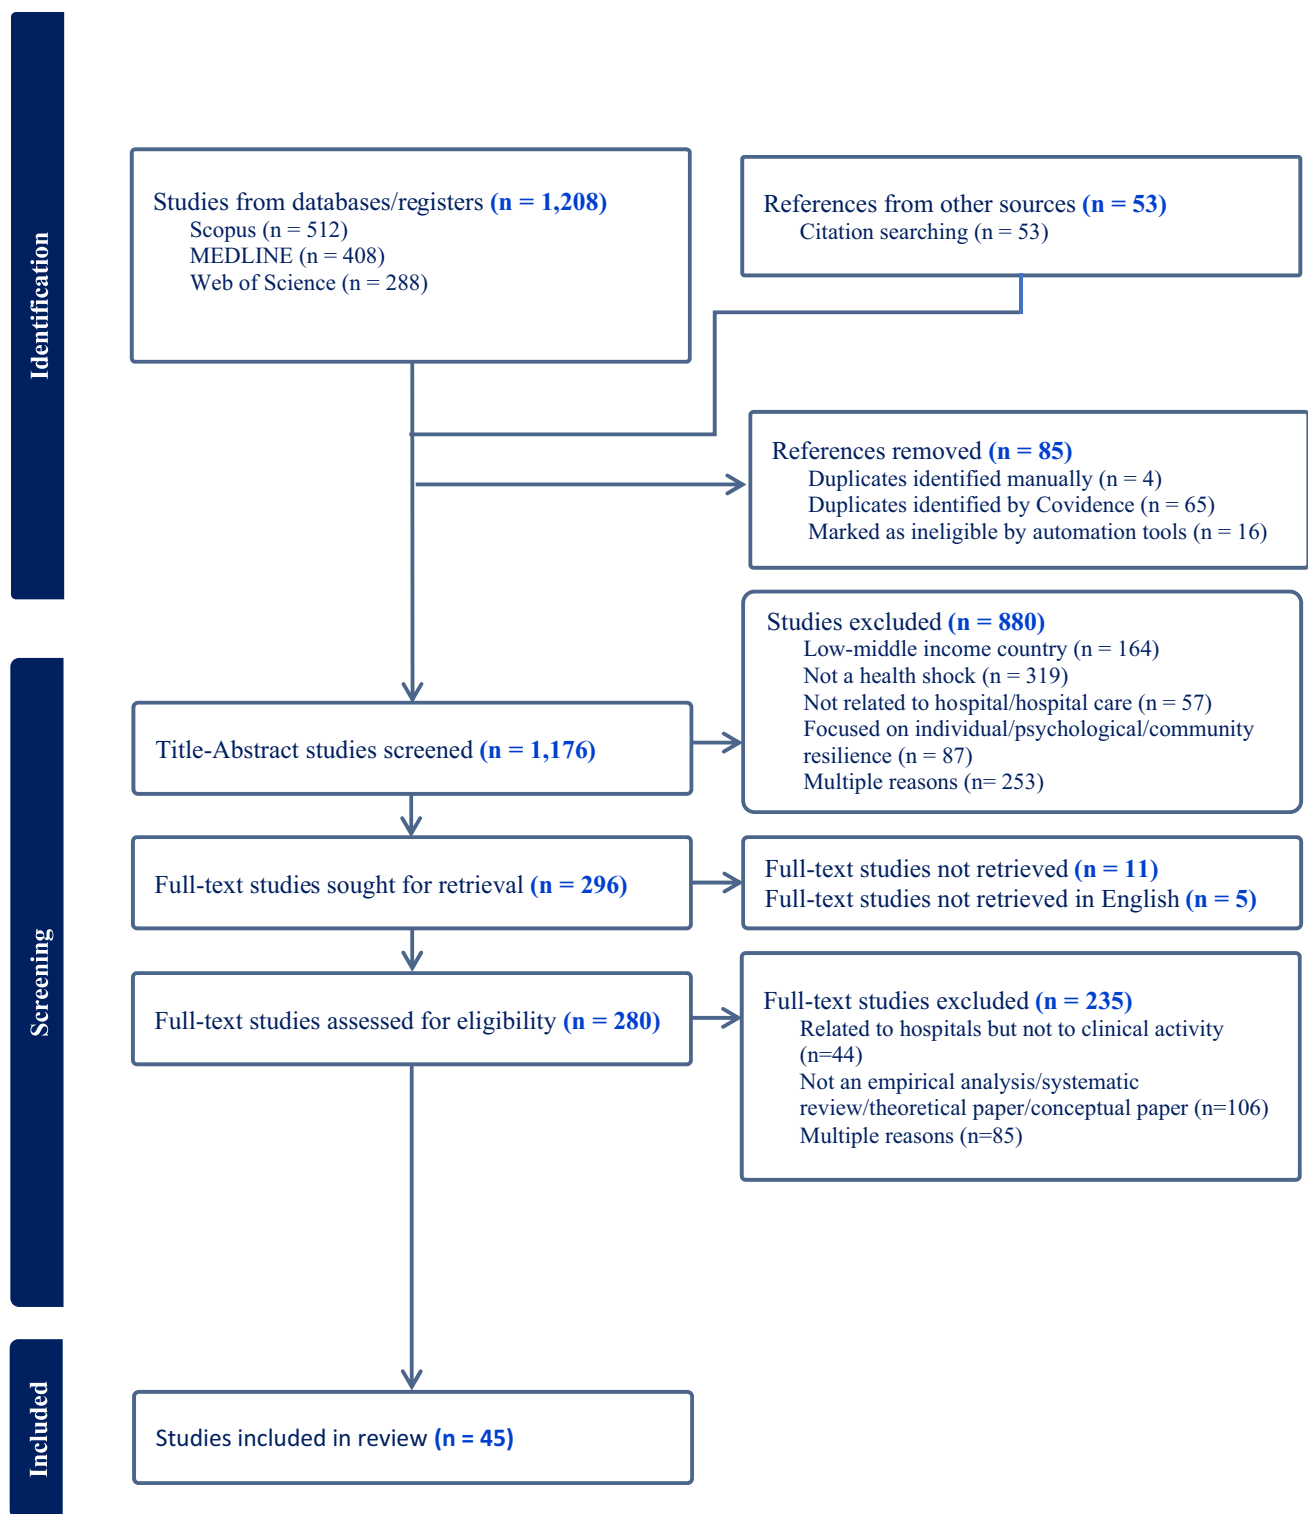 Identification
Studies from databases/registers (n = 1,208)
Scopus (n = 512)
MEDLINE (n = 408)
Web of Science (n = 288)
References from other sources (n = 53)
Citation searching (n = 53)
References removed (n = 85)
Duplicates identified manually (n = 4)
Duplicates identified by Covidence (n = 65)
Marked as ineligible by automation tools (n = 16)
Screening
Title-Abstract studies screened (n = 1,176)
Studies excluded (n = 880)
Low-middle income country (n = 164)
Not a health shock (n = 319)
Not related to hospital/hospital care (n = 57)
Focused on individual/psychological/community
resilience (n = 87)
Multiple reasons (n= 253)
Full-text studies sought for retrieval (n = 296)
Full-text studies not retrieved (n = 11)
Full-text studies not retrieved in English (n = 5)
Full-text studies assessed for eligibility (n = 280)
Full-text studies excluded (n = 235)
Related to hospitals but not to clinical activity
(n=44)
Not an empirical analysis/systematic
review/theoretical paper/conceptual paper (n=106)
Multiple reasons (n=85)
Included
Studies included in review (n = 45)